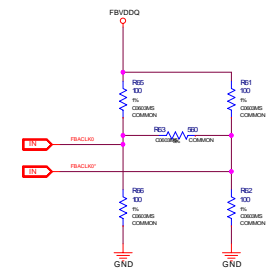 FBVDDQ
R65
100
1%
C0603MS
COMMON
R61
100
1%
C0603MS
COMMON
R63
560
C0603MS
COMMON
IN
FBACLK0
IN
FBACLK0*
R66
100
1%
C0603MS
COMMON
R62
100
1%
C0603MS
COMMON
GND
GND